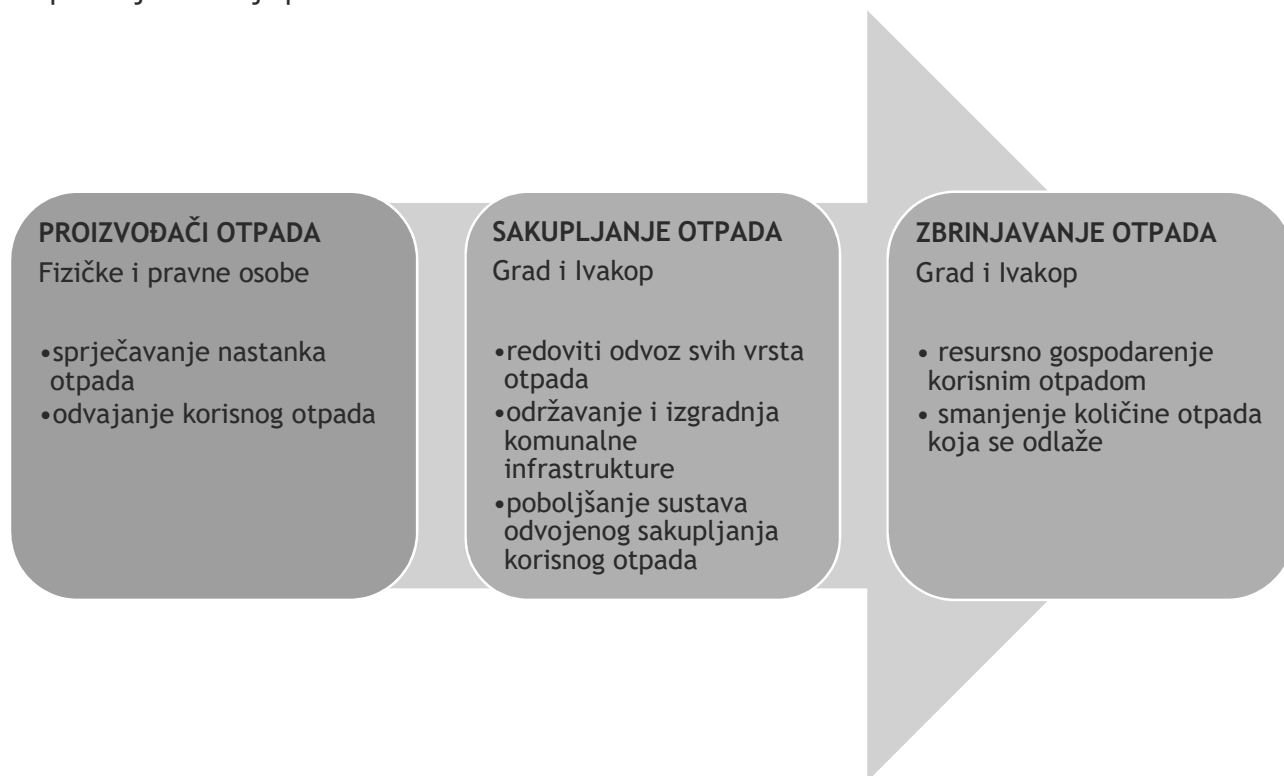 PROIZVOĐAČI OTPADA
Fizičke i pravne osobe
•sprječavanje nastanka
otpada
•odvajanje korisnog otpada
SAKUPLJANJE OTPADA
Grad i Ivakop
•redoviti odvoz svih vrsta
otpada
•održavanje i izgradnja
komunalne
infrastrukture
•poboljšanje sustava
odvojenog sakupljanja
korisnog otpada
ZBRINJAVANJE OTPADA
Grad i Ivakop
• resursno gospodarenje
korisnim otpadom
• smanjenje količine otpada
koja se odlaže